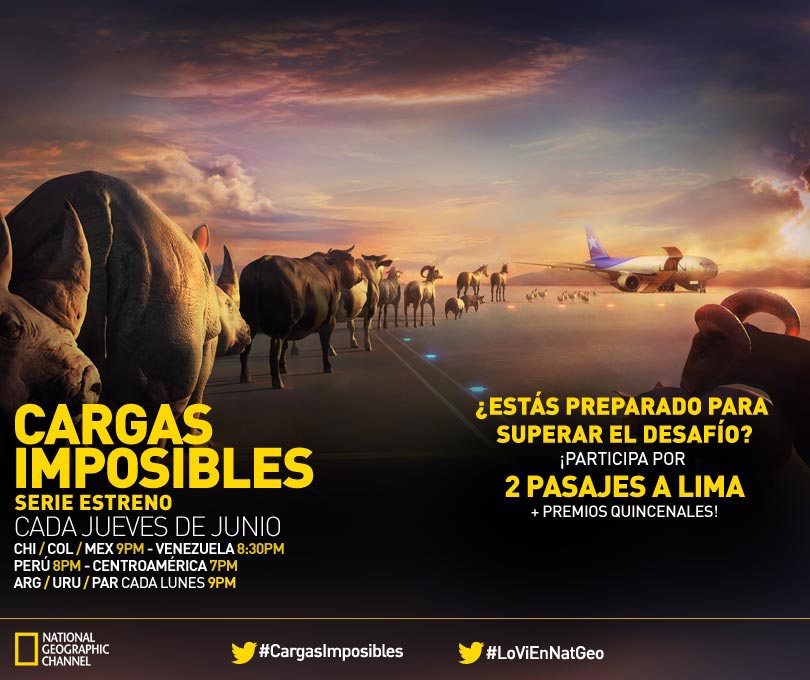 CARGAS
IMPOSIBLES
SERIE ESTRENO
CADA JUEVES DE JUNIO
CHI / COL / MEX 9PM - VENEZUELA 8:30PM
PERÚ 8PM - CENTROAMÉRICA 7PM
ARG / URU / PAR CADA LUNES 9PM
¿ESTÁS PREPARADO PARA
SUPERAR EL DESAFÍO?
¡PARTICIPA POR
2 PASAJES A LIMA
+ PREMIOS QUINCENALES!
NATIONAL
GEOGRAPHIC
CHANNEL
#CargasImposibles
#LoViEnNatGeo